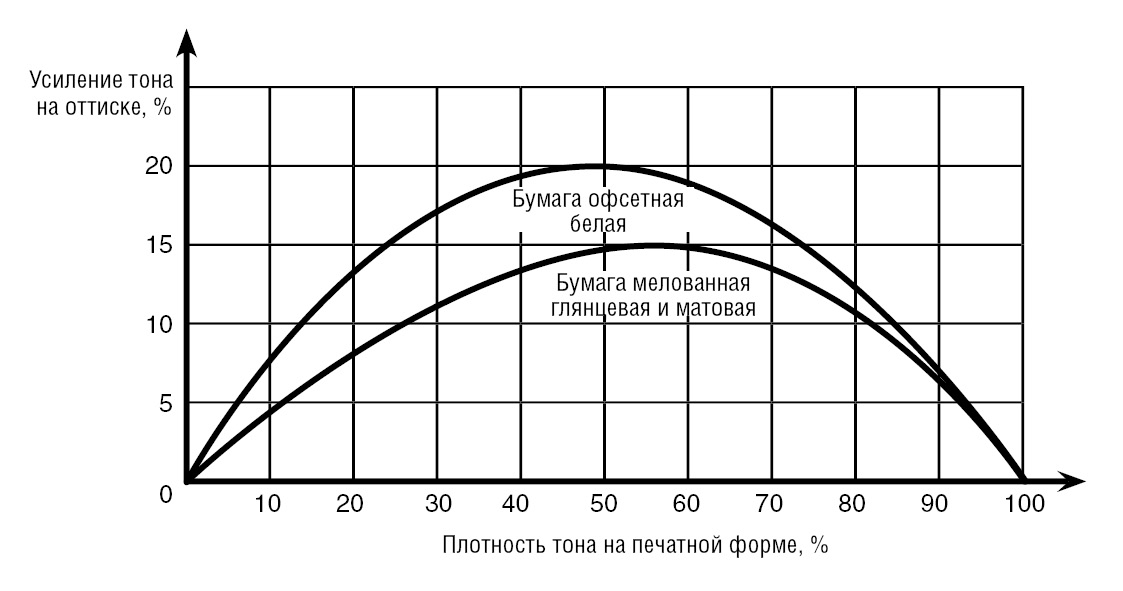 Усиление тона
на оттиске, %
20
Бумага офсетная
белая
15
Бумага мелованная
глянцевая и матовая
10
5
0
10 20 30 40 50 60 70 80 90 100
Плотность тона на печатной форме, %